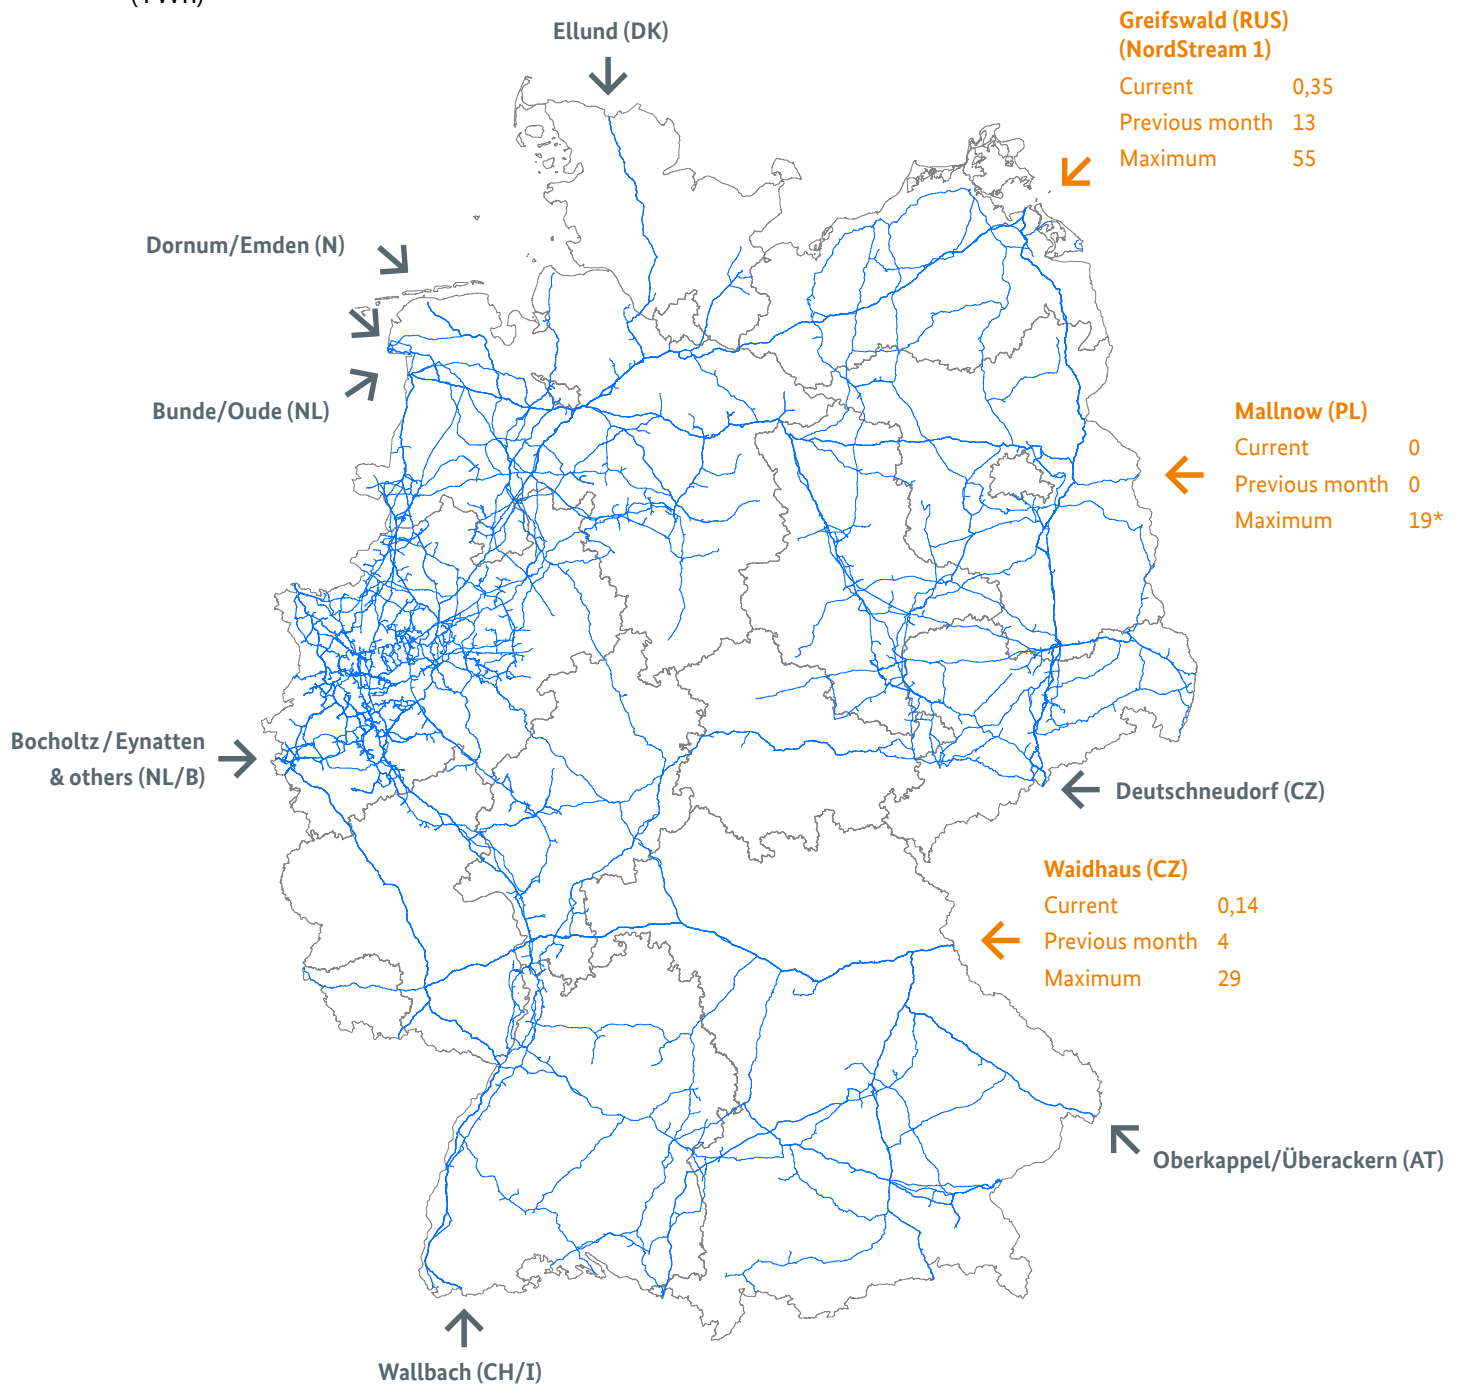 (TWh)
Ellund (DK)
Greifswald (RUS)
(NordStream 1)
Current 0,35
Previous month 13
Maximum 55
Dornum/Emden (N)
Bunde/Oude (NL)
Mallnow (PL)
Current 0
Previous month 0
Maximum 19*
Bocholtz / Eynatten
& others (NL/B)
Deutschneudorf (CZ)
Waidhaus (CZ)
Current 0,14
Previous month 4
Maximum 29
Oberkappel/Überackern (AT)
Wallbach (CH/I)